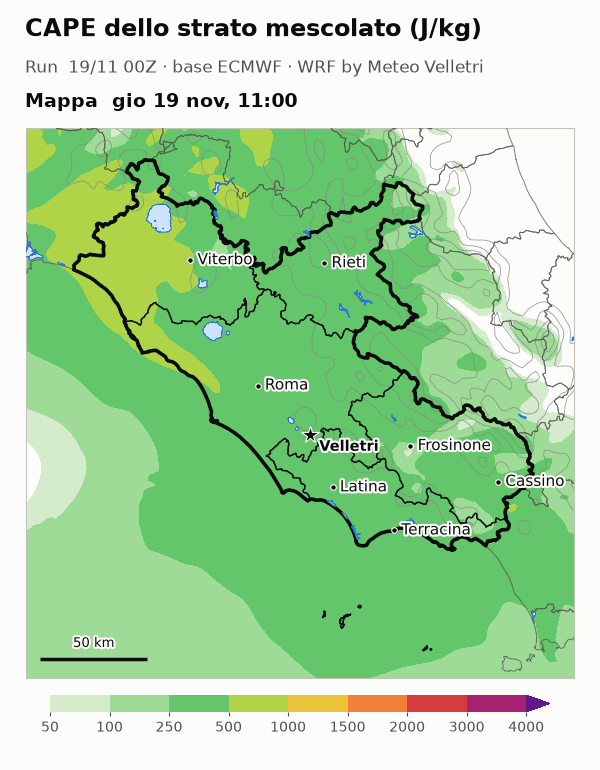 CAPE dello strato mescolato (J/kg)
Run  19/11 00Z · base ECMWF · WRF by Meteo Velletri
Mappa  gio 19 nov, 11:00
Viterbo
Rieti
Roma
Velletri
Frosinone
Cassino
Latina
Terracina
50 km
50 100 250 500 1000 1500 2000 3000 4000